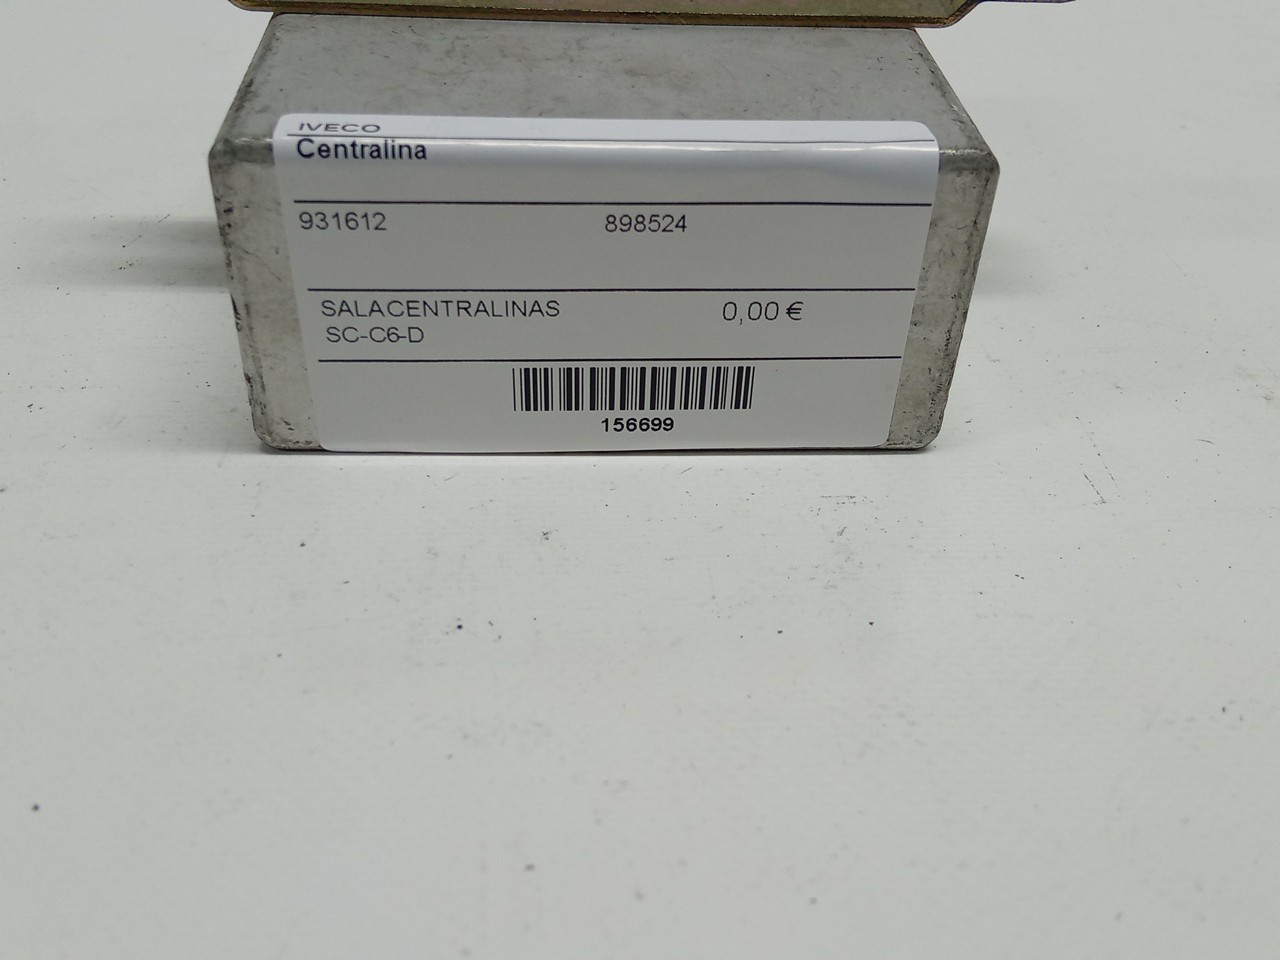 IVECO
Centralina
931612 898524
SALACENTRALINAS 0,00 €
SC-C6-D
156699